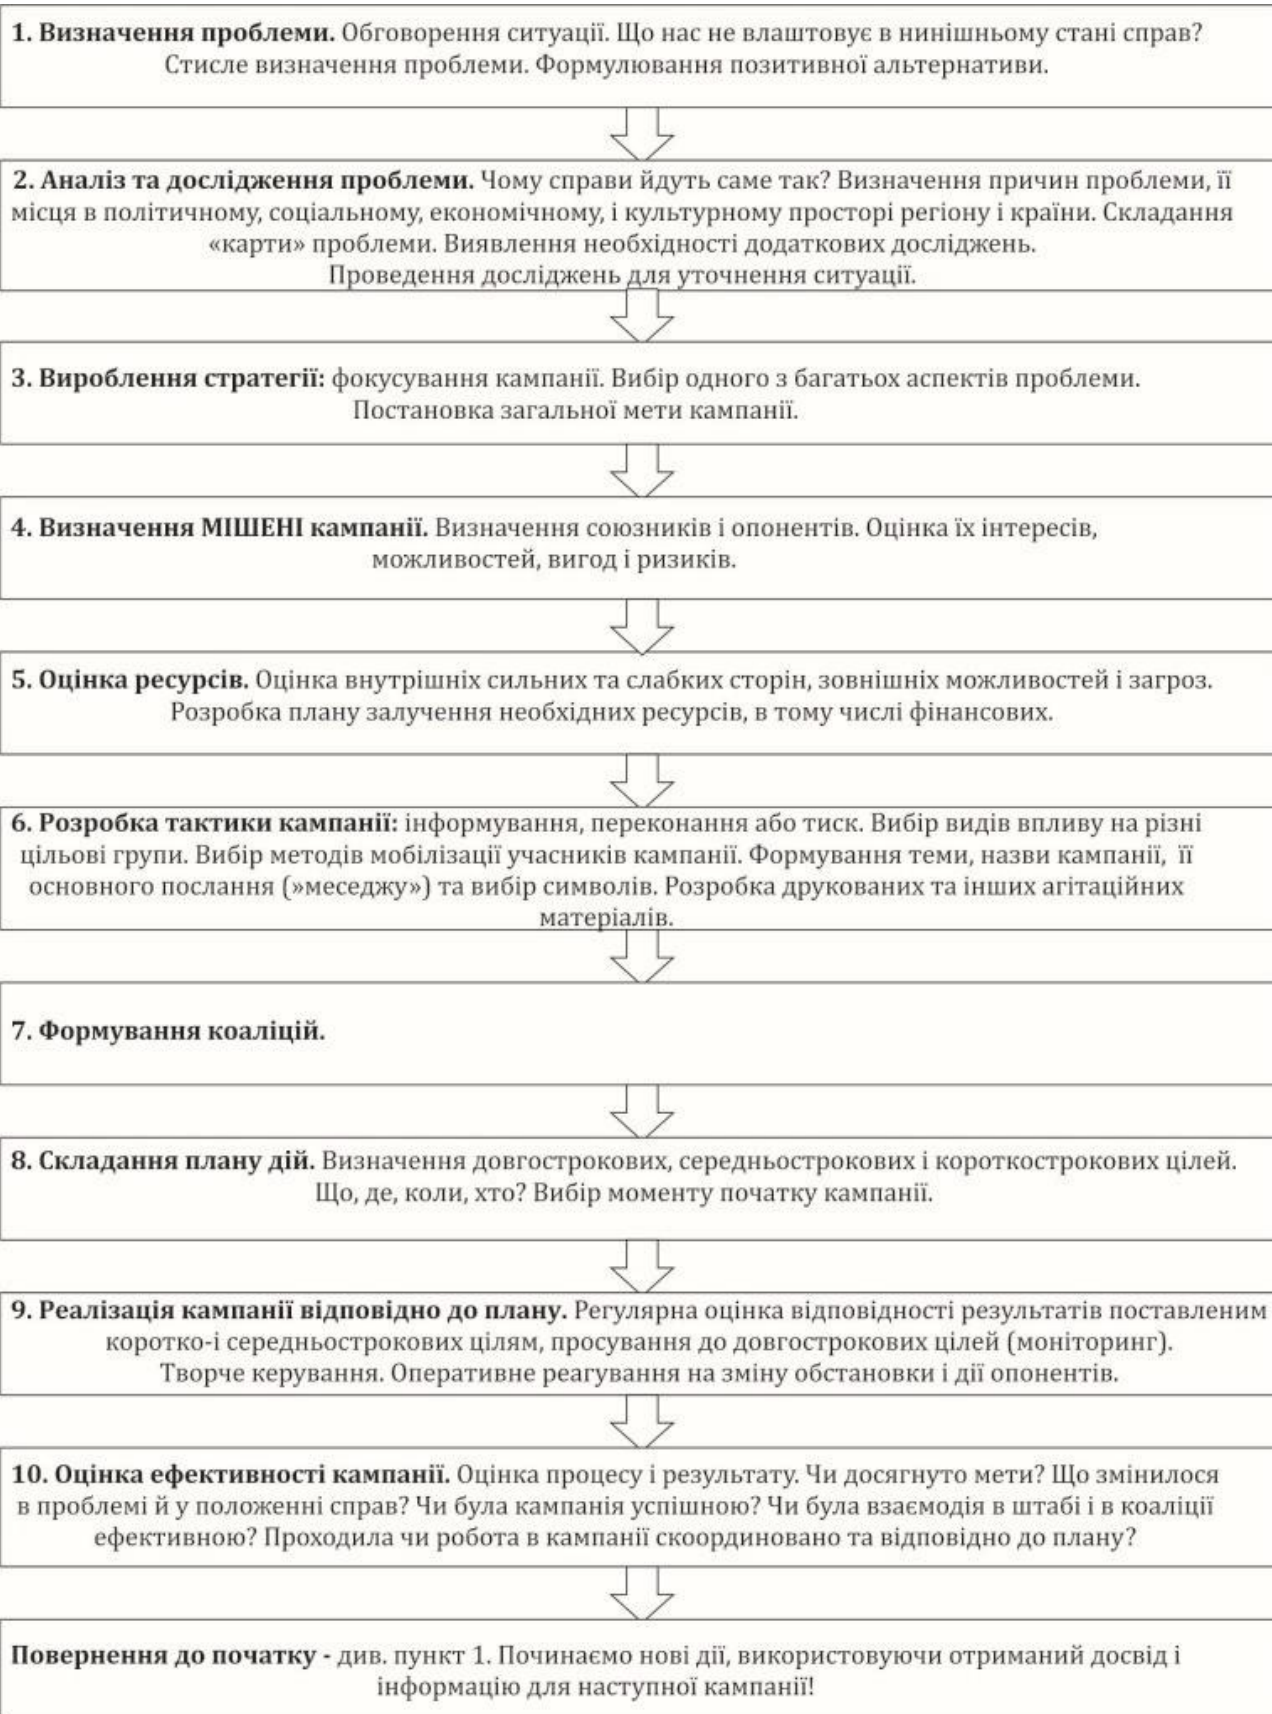 1. Визначення проблеми. Обговорення ситуації. Що нас не влаштовує в нинішньому стані справ?
Стисле визначення проблеми. Формулювання позитивної альтернативи.
2. Аналіз та дослідження проблеми. Чому справи йдуть саме так? Визначення причин проблеми, її
місця в політичному, соціальному, економічному, і культурному просторі регіону і країни. Складання
«карти» проблеми. Виявлення необхідності додаткових досліджень.
Проведення досліджень для уточнення ситуації.
3. Вироблення стратегії: фокусування кампанії. Вибір одного з багатьох аспектів проблеми.
Постановка загальної мети кампанії.
4. Визначення МІШЕНІ кампанії. Визначення союзників і опонентів. Оцінка їх інтересів,
можливостей, вигод і ризиків.
5. Оцінка ресурсів. Оцінка внутрішніх сильних та слабких сторін, зовнішніх можливостей і загроз.
Розробка плану залучення необхідних ресурсів, в тому числі фінансових.
6. Розробка тактики кампанії: інформування, переконання або тиск. Вибір видів впливу на різні
цільові групи. Вибір методів мобілізації учасників кампанії. Формування теми, назви кампанії, її
основного послання (»меседжу») та вибір символів. Розробка друкованих та інших агітаційних
матеріалів.
7. Формування коаліцій.
8. Складання плану дій. Визначення довгострокових, середньострокових і короткострокових цілей.
Що, де, коли, хто? Вибір моменту початку кампанії.
9. Реалізація кампанії відповідно до плану. Регулярна оцінка відповідності результатів поставленим
коротко-і середньострокових цілям, просування до довгострокових цілей (моніторинг).
Творче керування. Оперативне реагування на зміну обстановки і дії опонентів.
10. Оцінка ефективності кампанії. Оцінка процесу і результату. Чи досягнуто мети? Що змінилося
в проблемі й у положенні справ? Чи була кампанія успішною? Чи була взаємодія в штабі і в коаліції
ефективною? Проходила чи робота в кампанії скоординовано та відповідно до плану?
Повернення до початку - див. пункт 1. Починаємо нові дії, використовуючи отриманий досвід і
інформацію для наступної кампанії!